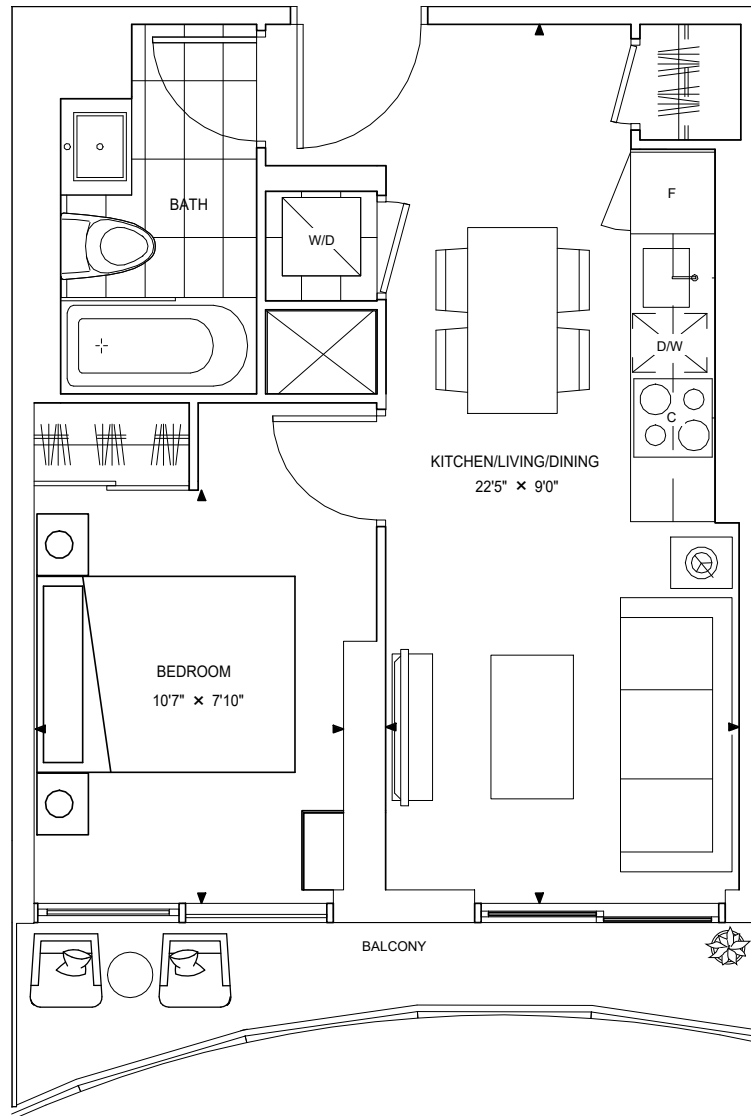 BATH
W/D
F
D/W
C
KITCHEN/LIVING/DINING
22'5" × 9'0"
BEDROOM
10'7" × 7'10"
BALCONY